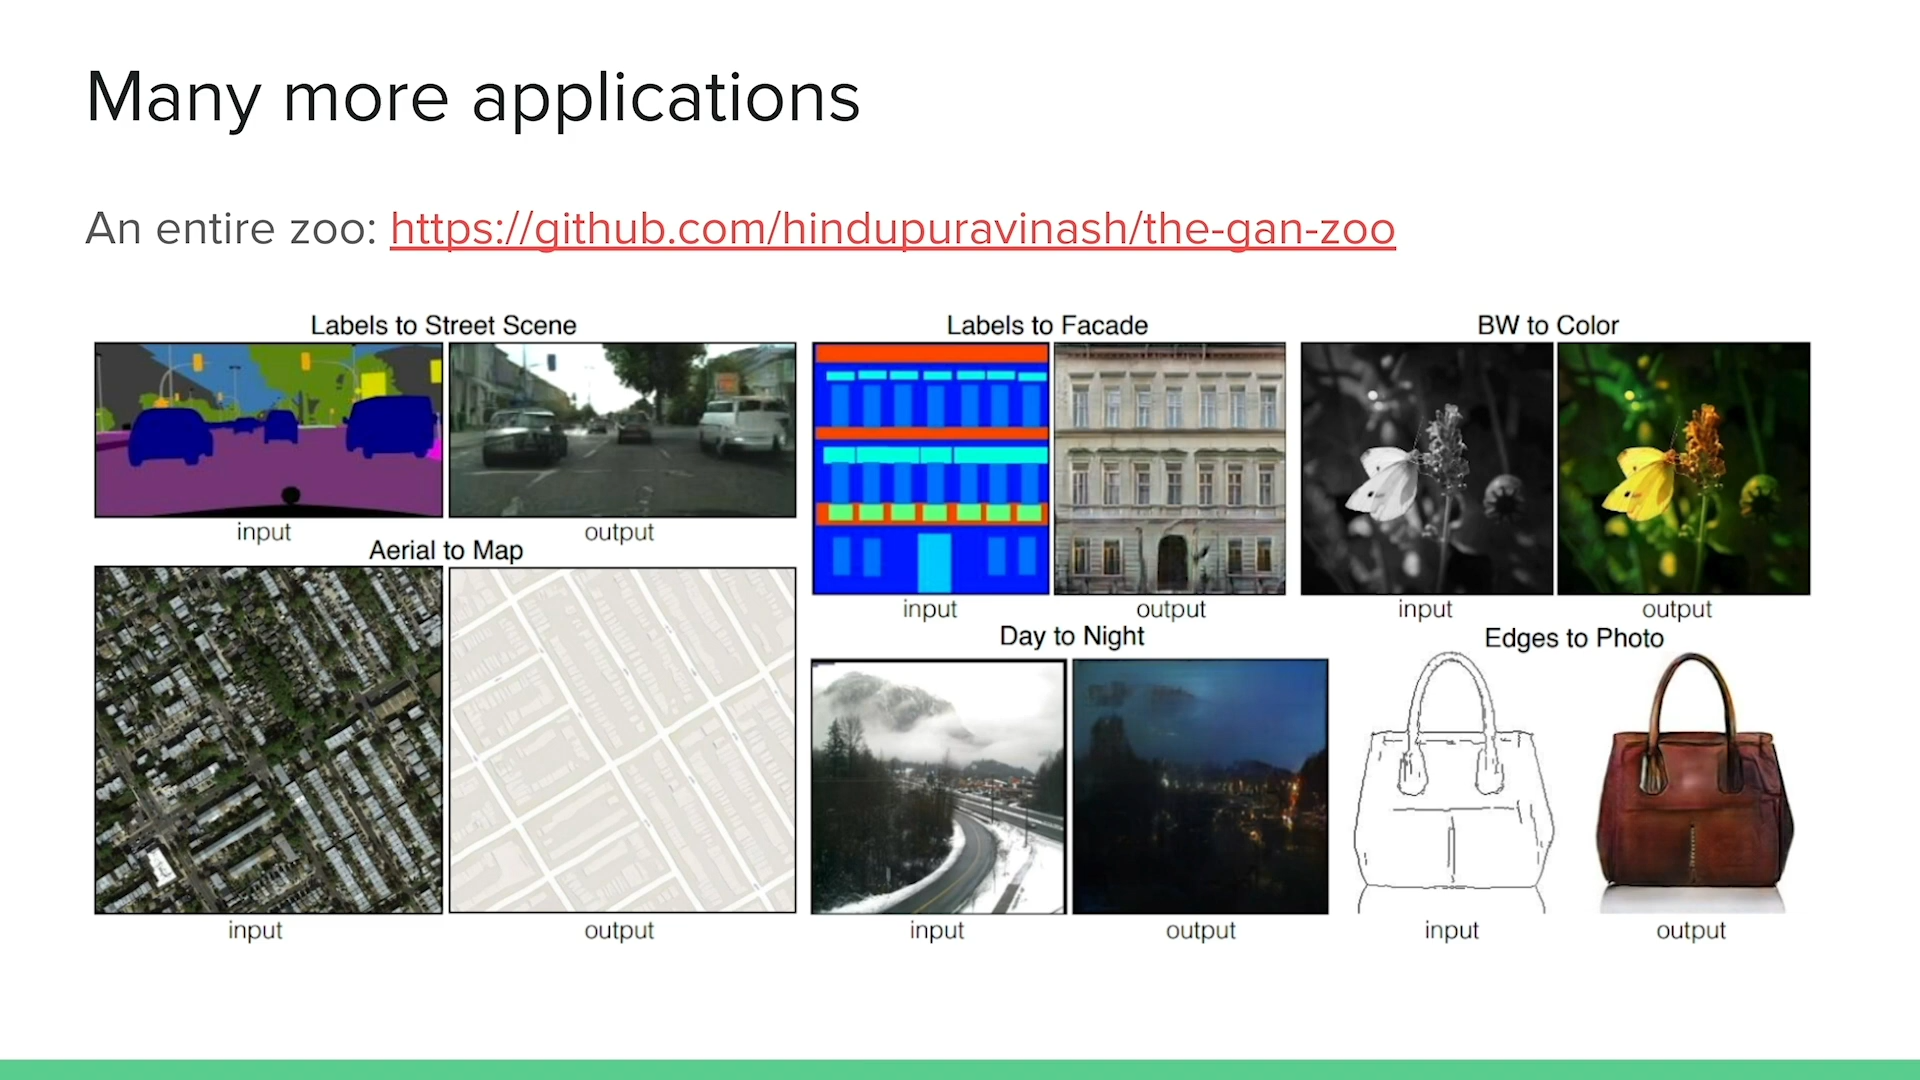 Many more applications
An entire zoo: https://github.com/hindupuravinash/the-gan-zoo
Labels to Street Scene
input
output
Aerial to Map
input
output
Labels to Facade
input
output
Day to Night
input
output
BW to Color
input
output
Edges to Photo
input
output